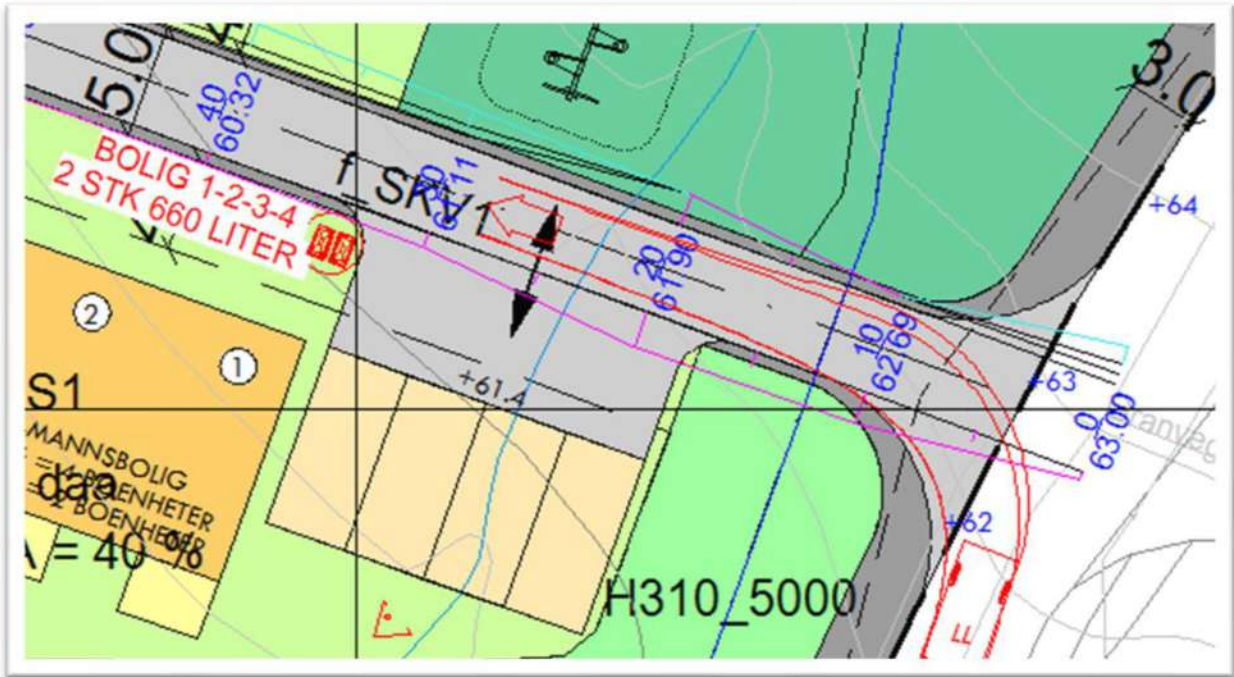 5.0
40
60.32
3.0
BOLIG 1-2-3-4
2 STK 660 LITER
f_SKV1
+64
20
61.90
2
1
10
62.69
+63
0
63.00
+61.4
S1
MANNSBOLIG
daa
= 40 %
+62
H310_5000
LL